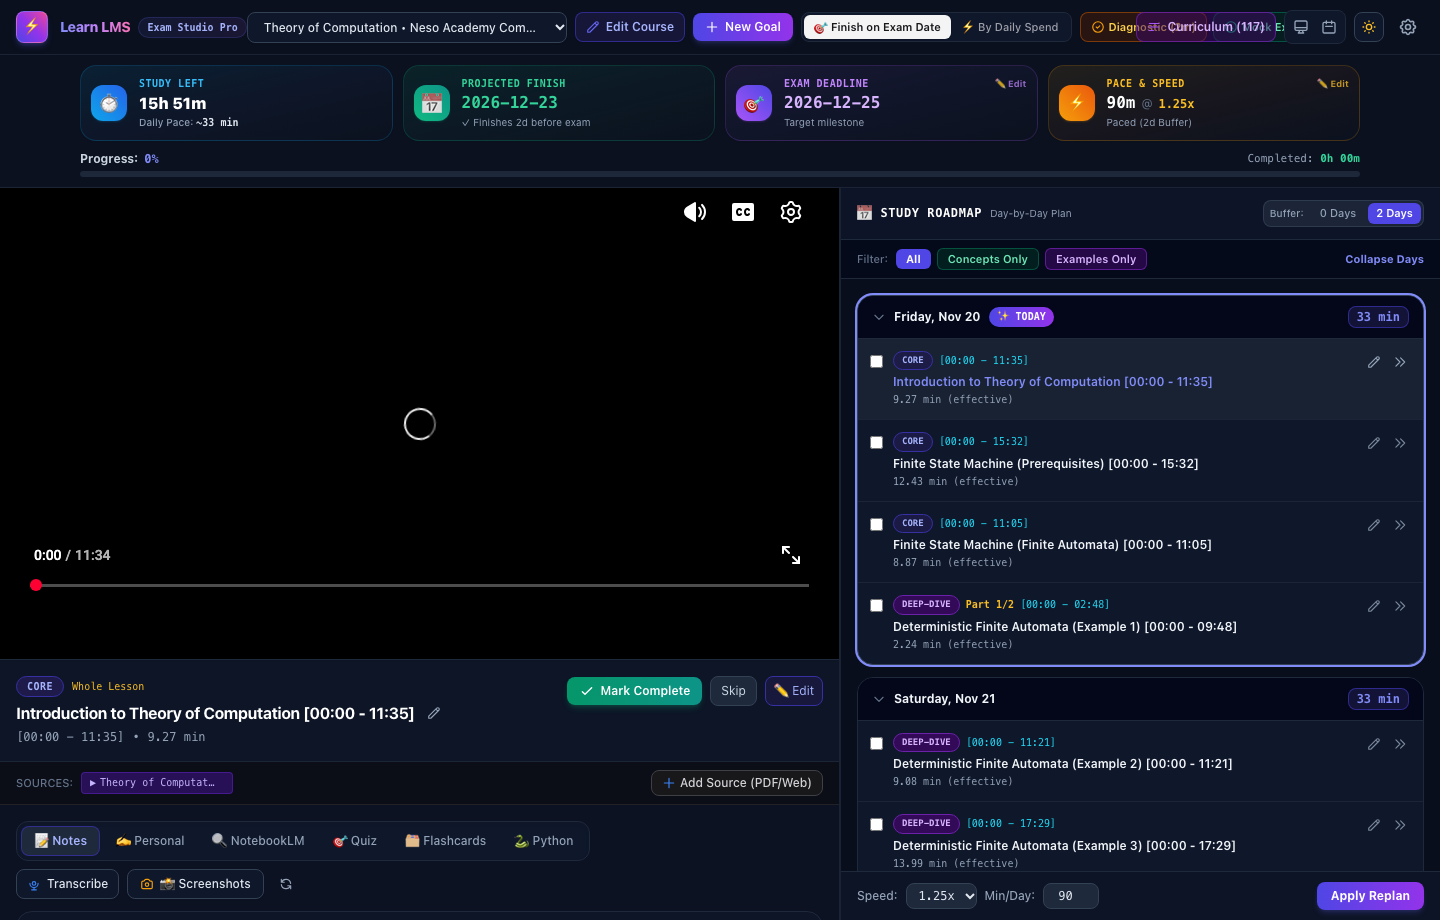 Learn LMS
Exam Studio Pro
Theory of Computation • Neso Academy Com...
Edit Course
New Goal
Finish on Exam Date
By Daily Spend
Curriculum (117)
STUDY LEFT
15h 51m
Daily Pace: ~33 min
PROJECTED FINISH
2026-12-23
✓ Finishes 2d before exam
EXAM DEADLINE
2026-12-25
Target milestone
Edit
PACE & SPEED
90m @ 1.25x
Paced (2d Buffer)
Edit
Progress: 0%
Completed: 0h 00m
CC
0:00 / 11:34
CORE
Whole Lesson
Introduction to Theory of Computation [00:00 - 11:35]
[00:00 – 11:35] • 9.27 min
Mark Complete
Skip
Edit
SOURCES:
▶ Theory of Computat…
Add Source (PDF/Web)
Notes
Personal
NotebookLM
Quiz
Flashcards
Python
Transcribe
Screenshots
STUDY ROADMAP
Day-by-Day Plan
Buffer:
0 Days
2 Days
Filter:
All
Concepts Only
Examples Only
Collapse Days
Friday, Nov 20
TODAY
33 min
CORE [00:00 – 11:35]
Introduction to Theory of Computation [00:00 - 11:35]
9.27 min (effective)
CORE [00:00 – 15:32]
Finite State Machine (Prerequisites) [00:00 - 15:32]
12.43 min (effective)
CORE [00:00 – 11:05]
Finite State Machine (Finite Automata) [00:00 - 11:05]
8.87 min (effective)
DEEP-DIVE Part 1/2 [00:00 – 02:48]
Deterministic Finite Automata (Example 1) [00:00 - 09:48]
2.24 min (effective)
Saturday, Nov 21
33 min
DEEP-DIVE [00:00 – 11:21]
Deterministic Finite Automata (Example 2) [00:00 - 11:21]
9.08 min (effective)
DEEP-DIVE [00:00 – 17:29]
Deterministic Finite Automata (Example 3) [00:00 - 17:29]
13.99 min (effective)
Speed:
1.25x
Min/Day:
90
Apply Replan